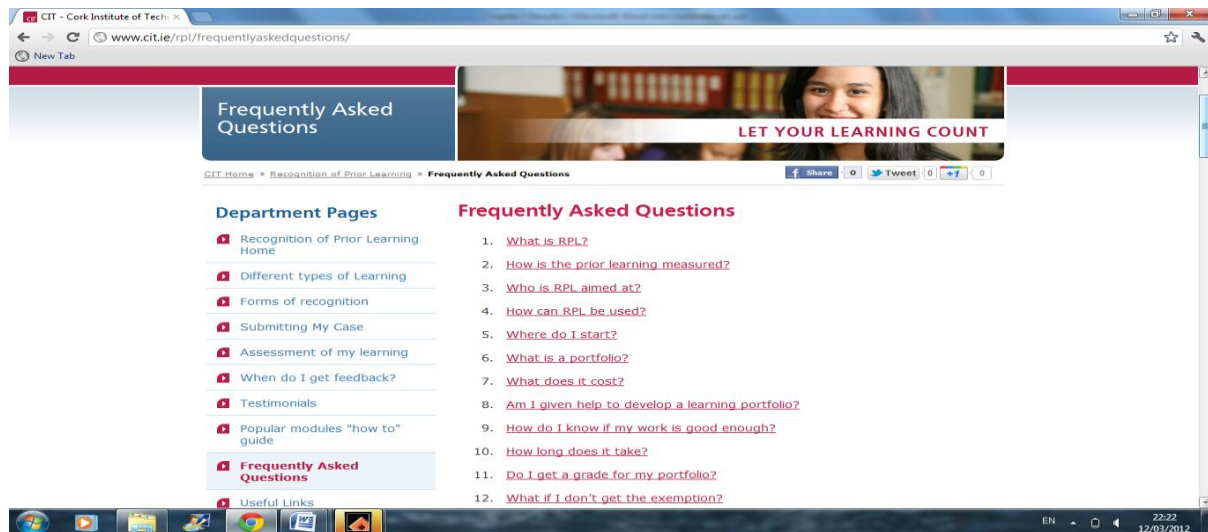 CIT - Cork Institute of Tech
www.cit.ie/rpl/frequentlyaskedquestions/
New Tab
Frequently Asked
Questions
LET YOUR LEARNING COUNT
CIT Home » Recognition of Prior Learning » Frequently Asked Questions
Share 0 Tweet 0 +1 0
Department Pages
Recognition of Prior Learning
Home
Different types of Learning
Forms of recognition
Submitting My Case
Assessment of my learning
When do I get feedback?
Testimonials
Popular modules "how to"
guide
Frequently Asked
Questions
Useful Links
Frequently Asked Questions
1. What is RPL?
2. How is the prior learning measured?
3. Who is RPL aimed at?
4. How can RPL be used?
5. Where do I start?
6. What is a portfolio?
7. What does it cost?
8. Am I given help to develop a learning portfolio?
9. How do I know if my work is good enough?
10. How long does it take?
11. Do I get a grade for my portfolio?
12. What if I don't get the exemption?
EN
22:22
12/03/2012